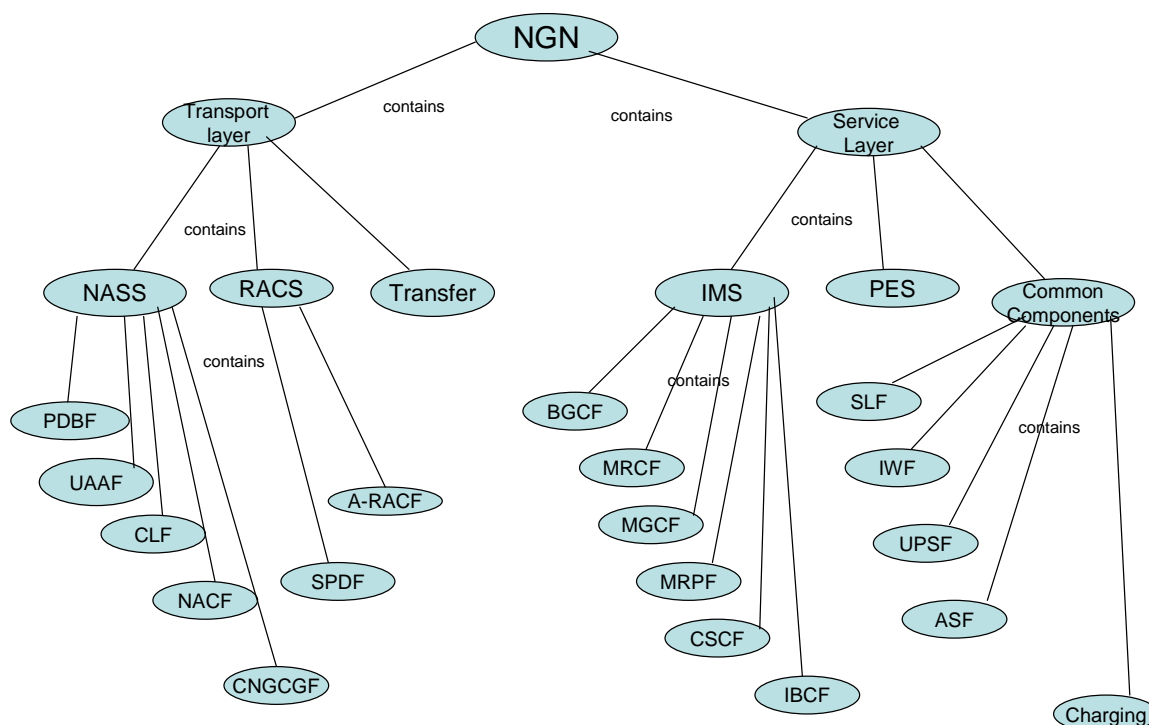 NGN
contains
contains
Transport
layer
Service
Layer
contains
contains
NASS
RACS
Transfer
IMS
PES
Common
Components
contains
contains
contains
PDBF
UAAF
CLF
NACF
CNGCGF
A-RACF
SPDF
BGCF
MRCF
MGCF
MRPF
CSCF
IBCF
SLF
IWF
UPSF
ASF
Charging